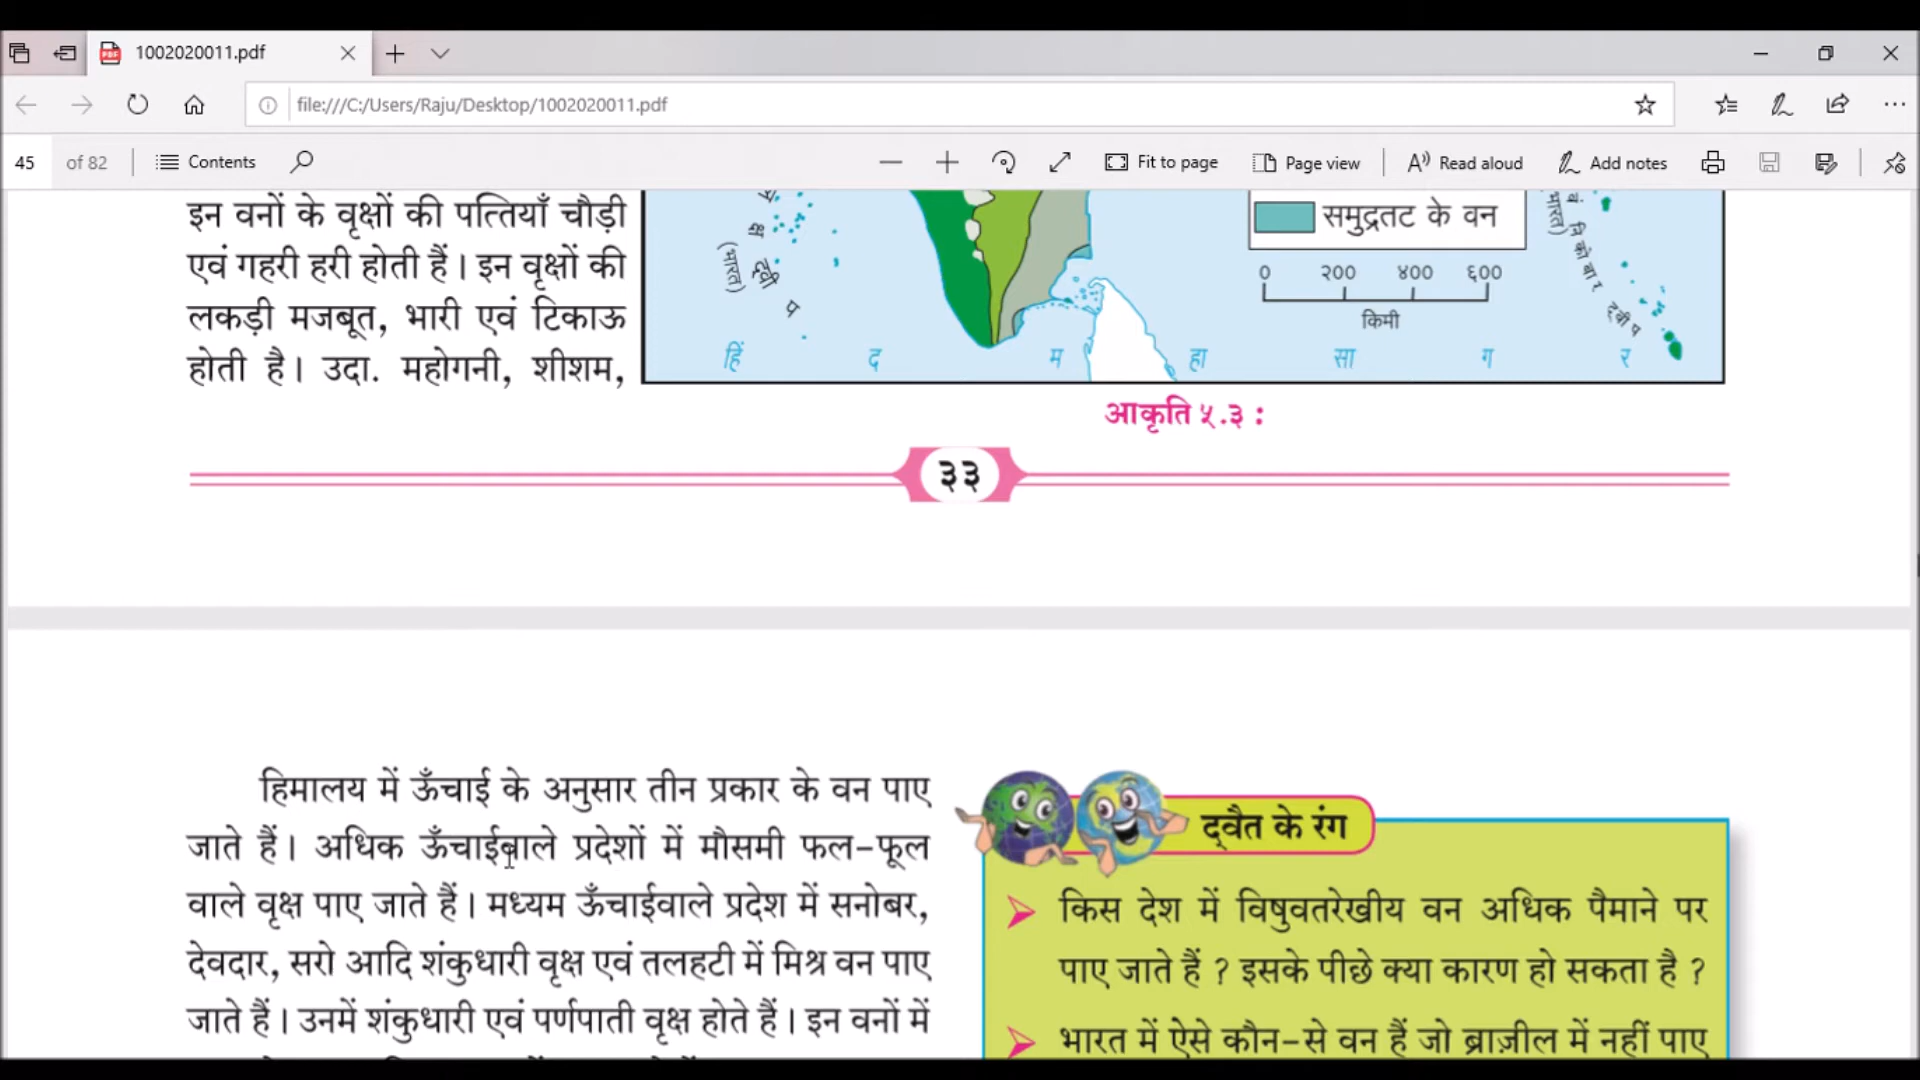 1002020011.pdf
file:///C:/Users/Raju/Desktop/1002020011.pdf
45 of 82 Contents Fit to page Page view Read aloud Add notes
इन वनों के वृक्षों की पत्तियाँ चौड़ी
एवं गहरी हरी होती हैं। इन वृक्षों की
लकड़ी मजबूत, भारी एवं टिकाऊ
होती है। उदा. महोगनी, शीशम,
क्ष द्वी प
(भारत)
समुद्रतट के वन
० २०० ४०० ६००
किमी
नि को बा र द्वी प
भारत)
हिं द म हा सा ग र
आकृति ५.३ :
३३
हिमालय में ऊँचाई के अनुसार तीन प्रकार के वन पाए
जाते हैं। अधिक ऊँचाईवाले प्रदेशों में मौसमी फल-फूल
वाले वृक्ष पाए जाते हैं। मध्यम ऊँचाईवाले प्रदेश में सनोबर,
देवदार, सरो आदि शंकुधारी वृक्ष एवं तलहटी में मिश्र वन पाए
जाते हैं। उनमें शंकुधारी एवं पर्णपाती वृक्ष होते हैं। इन वनों में
द्वैत के रंग
किस देश में विषुवतरेखीय वन अधिक पैमाने पर
पाए जाते हैं ? इसके पीछे क्या कारण हो सकता है ?
भारत में ऐसे कौन-से वन हैं जो ब्राज़ील में नहीं पाए